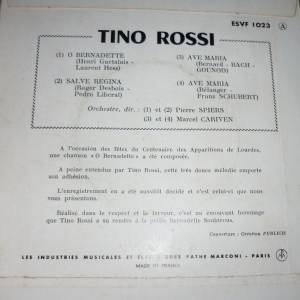 ESVF 1023 A
TINO ROSSI
(1) O BERNADETTE
(Henri Guetalais -
Laurent Hess)
(2) SALVE REGINA
(Roger Desbois -
Pedro Liberal)
(3) AVE MARIA
(Bernard - BACH -
GOUNOD)
(4) AVE MARIA
(Bélanger -
Franz SCHUBERT)
Orchestre, dir. : (1) et (2) Pierre SPIERS
(3) et (4) Marcel CARIVEN
A l'occasion des fêtes du Centenaire des Apparitions de Lourdes,
une chanson « O Bernadette » a été composée.
A peine entendue par Tino Rossi, cette très douce mélodie emporte
son adhésion.
L'enregistrement en a été aussitôt décidé et c'est celui-ci que nous
vous présentons.
Réalisé dans le respect et la ferveur, c'est un émouvant hommage
que Tino Rossi a su rendre à la petite Bernadette Soubirous.
Couverture :
LES INDUSTRIES MUSICALES ET PATHE MARCONI - PARIS
MADE IN FRANCE